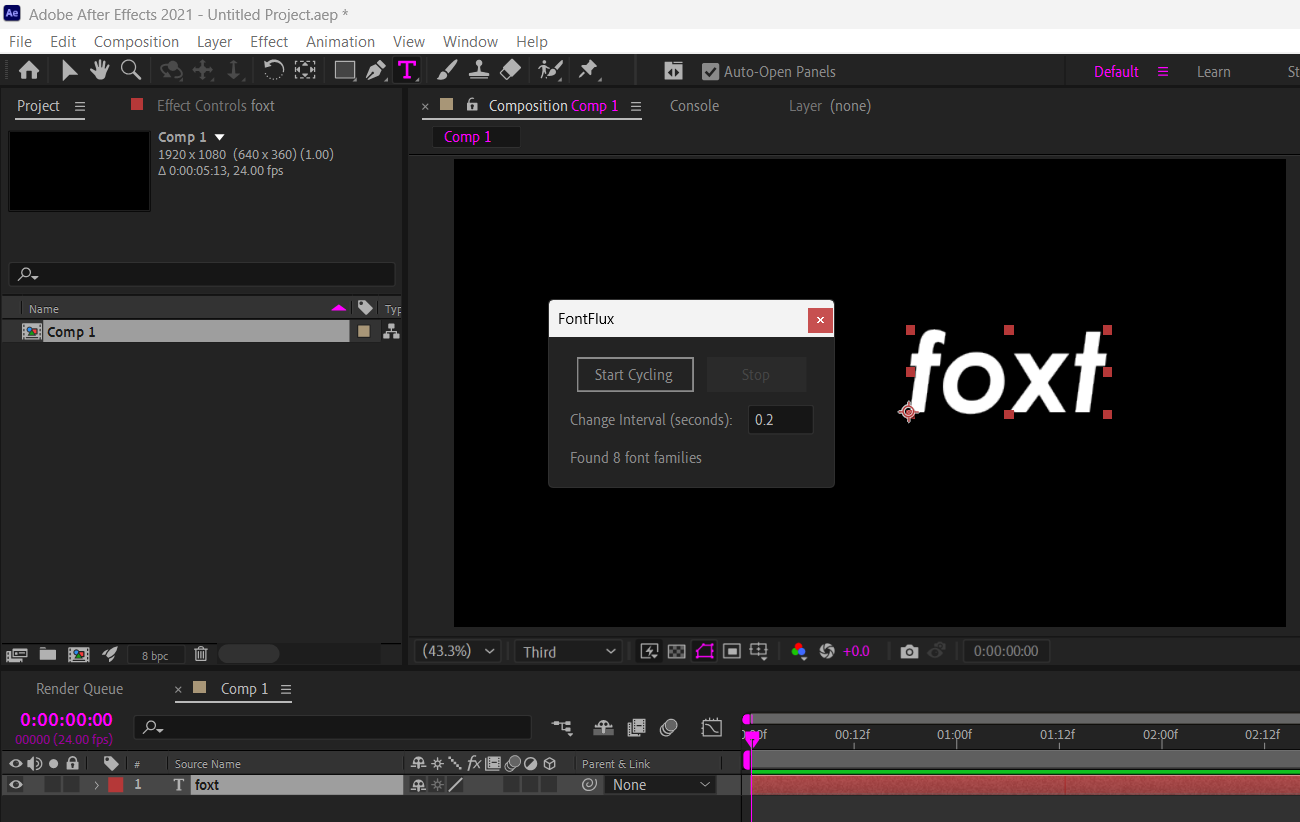 Ae Adobe After Effects 2021 - Untitled Project.aep *
File Edit Composition Layer Effect Animation View Window Help
T Auto-Open Panels Default Learn St
Project Effect Controls foxt
Comp 1
1920 x 1080 (640 x 360) (1.00)
Δ 0:00:05:13, 24.00 fps
Name Typ
Comp 1
8 bpc
× Composition Comp 1 Console Layer (none)
Comp 1
FontFlux ×
Start Cycling Stop
Change Interval (seconds): 0.2
Found 8 font families
foxt
(43.3%) Third +0.0 0:00:00:00
Render Queue × Comp 1
0:00:00:00
00000 (24.00 fps)
00f 00:12f 01:00f 01:12f 02:00f 02:12f
# Source Name fx Parent & Link
1 T foxt None